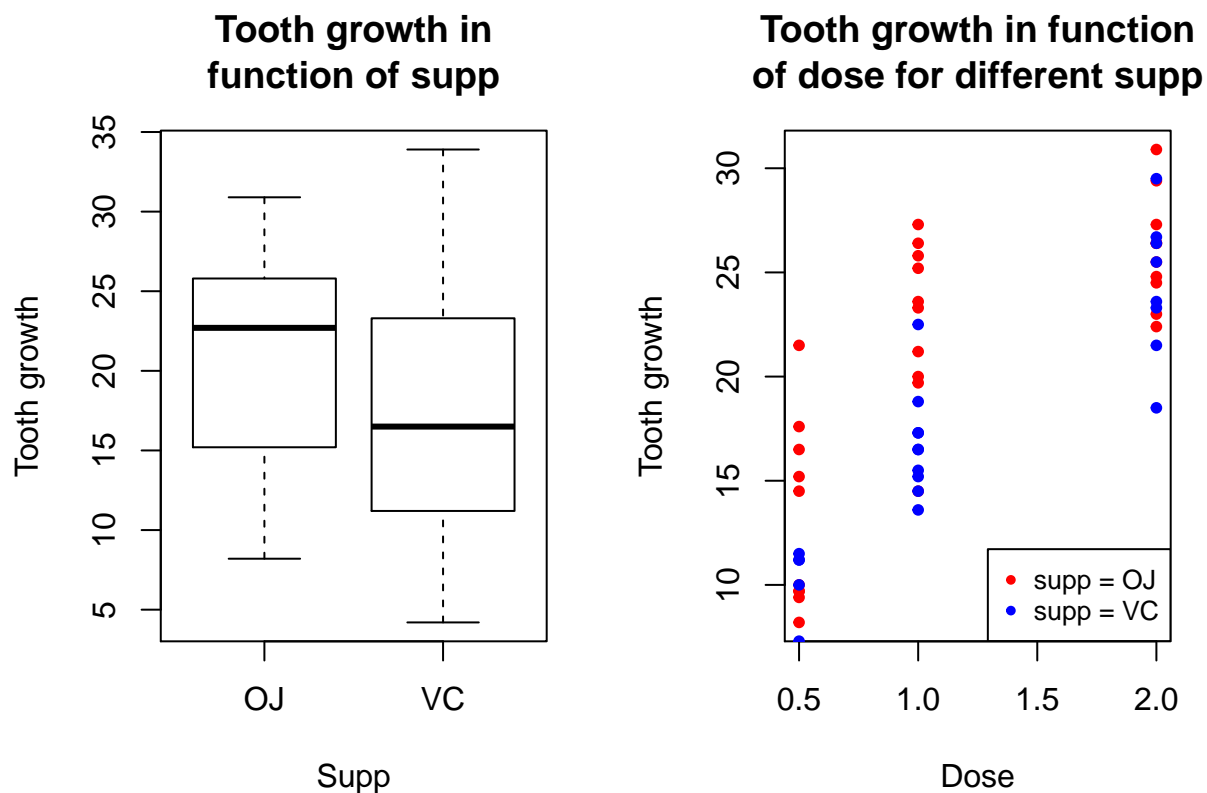 Tooth growth in
function of supp
35
30
25
20
15
10
5
Tooth growth
OJ VC
Supp
Tooth growth in function
of dose for different supp
30
25
20
15
10
Tooth growth
supp = OJ
supp = VC
0.5 1.0 1.5 2.0
Dose